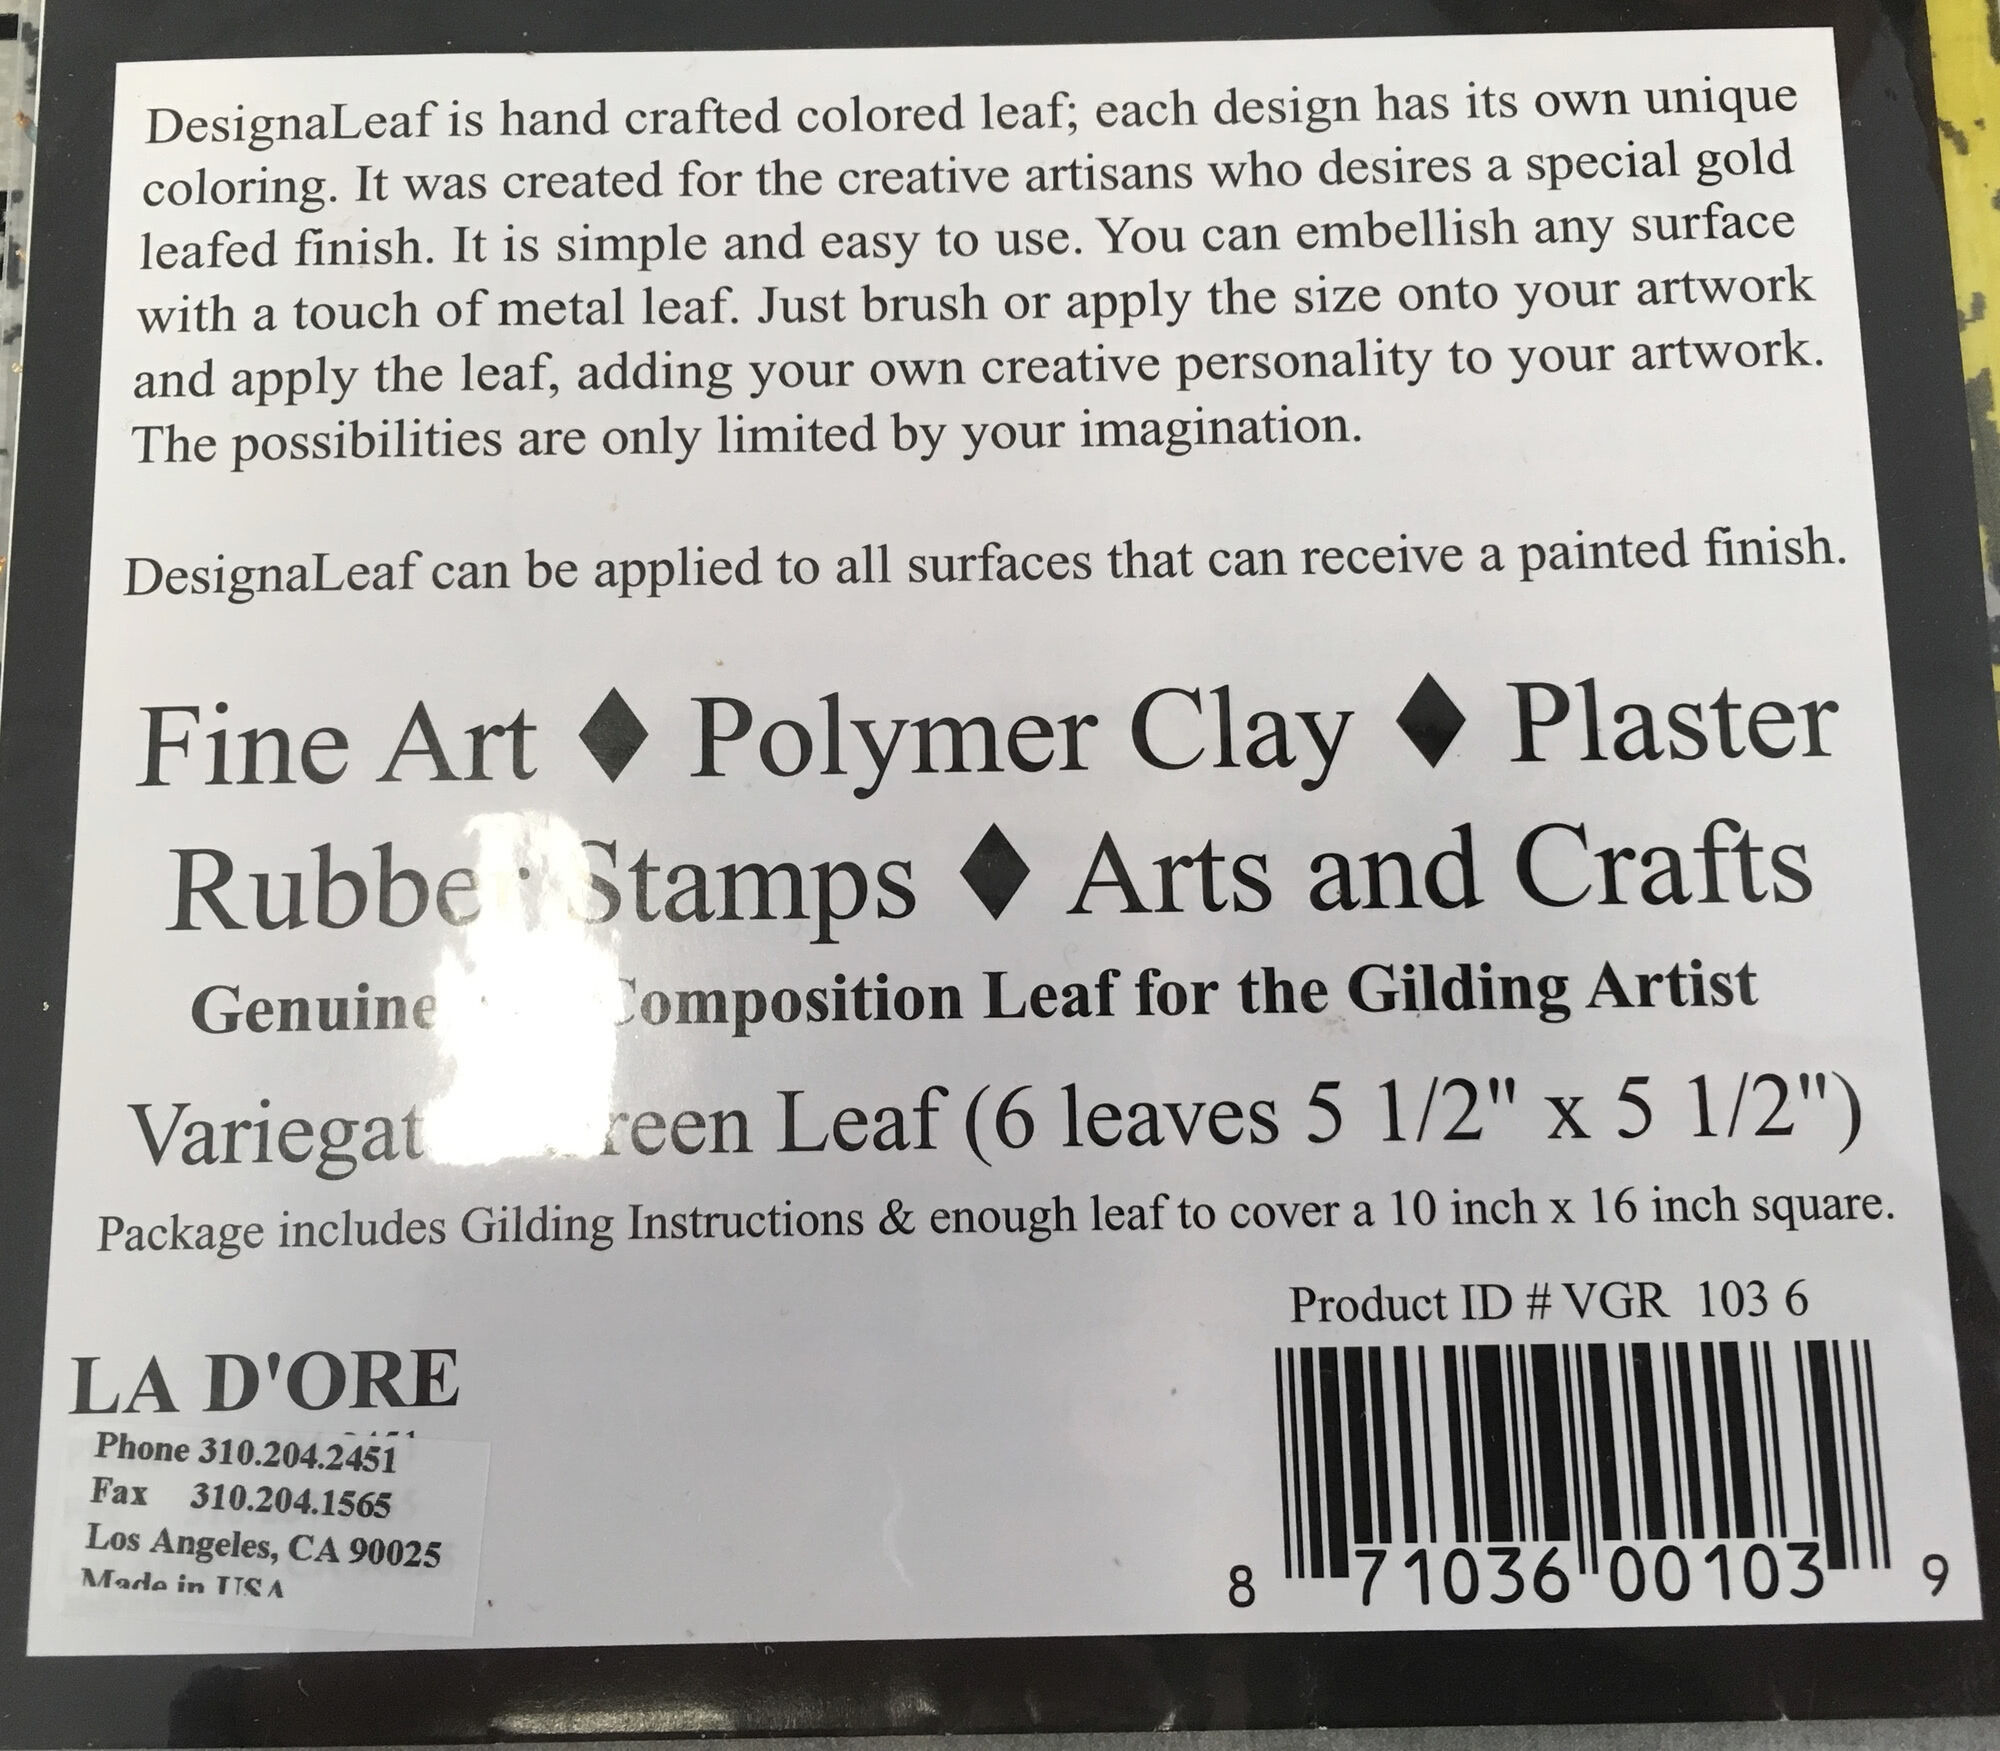 DesignaLeaf is hand crafted colored leaf; each design has its own unique
coloring. It was created for the creative artisans who desires a special gold
leafed finish. It is simple and easy to use. You can embellish any surface
with a touch of metal leaf. Just brush or apply the size onto your artwork
and apply the leaf, adding your own creative personality to your artwork.
The possibilities are only limited by your imagination.
DesignaLeaf can be applied to all surfaces that can receive a painted finish.
Fine Art ♦ Polymer Clay ♦ Plaster
Rubber Stamps ♦ Arts and Crafts
Genuine Composition Leaf for the Gilding Artist
Leaf (6 leaves 5 1/2" x 5 1/2")
Package includes Gilding Instructions & enough leaf to cover a 10 inch x 16 inch square.
Product ID # VGR 103 6
LA D'ORE
Phone 310.204.2451
Fax 310.204.1565
Los Angeles, CA 90025
Made in USA
8 71036 00103 9